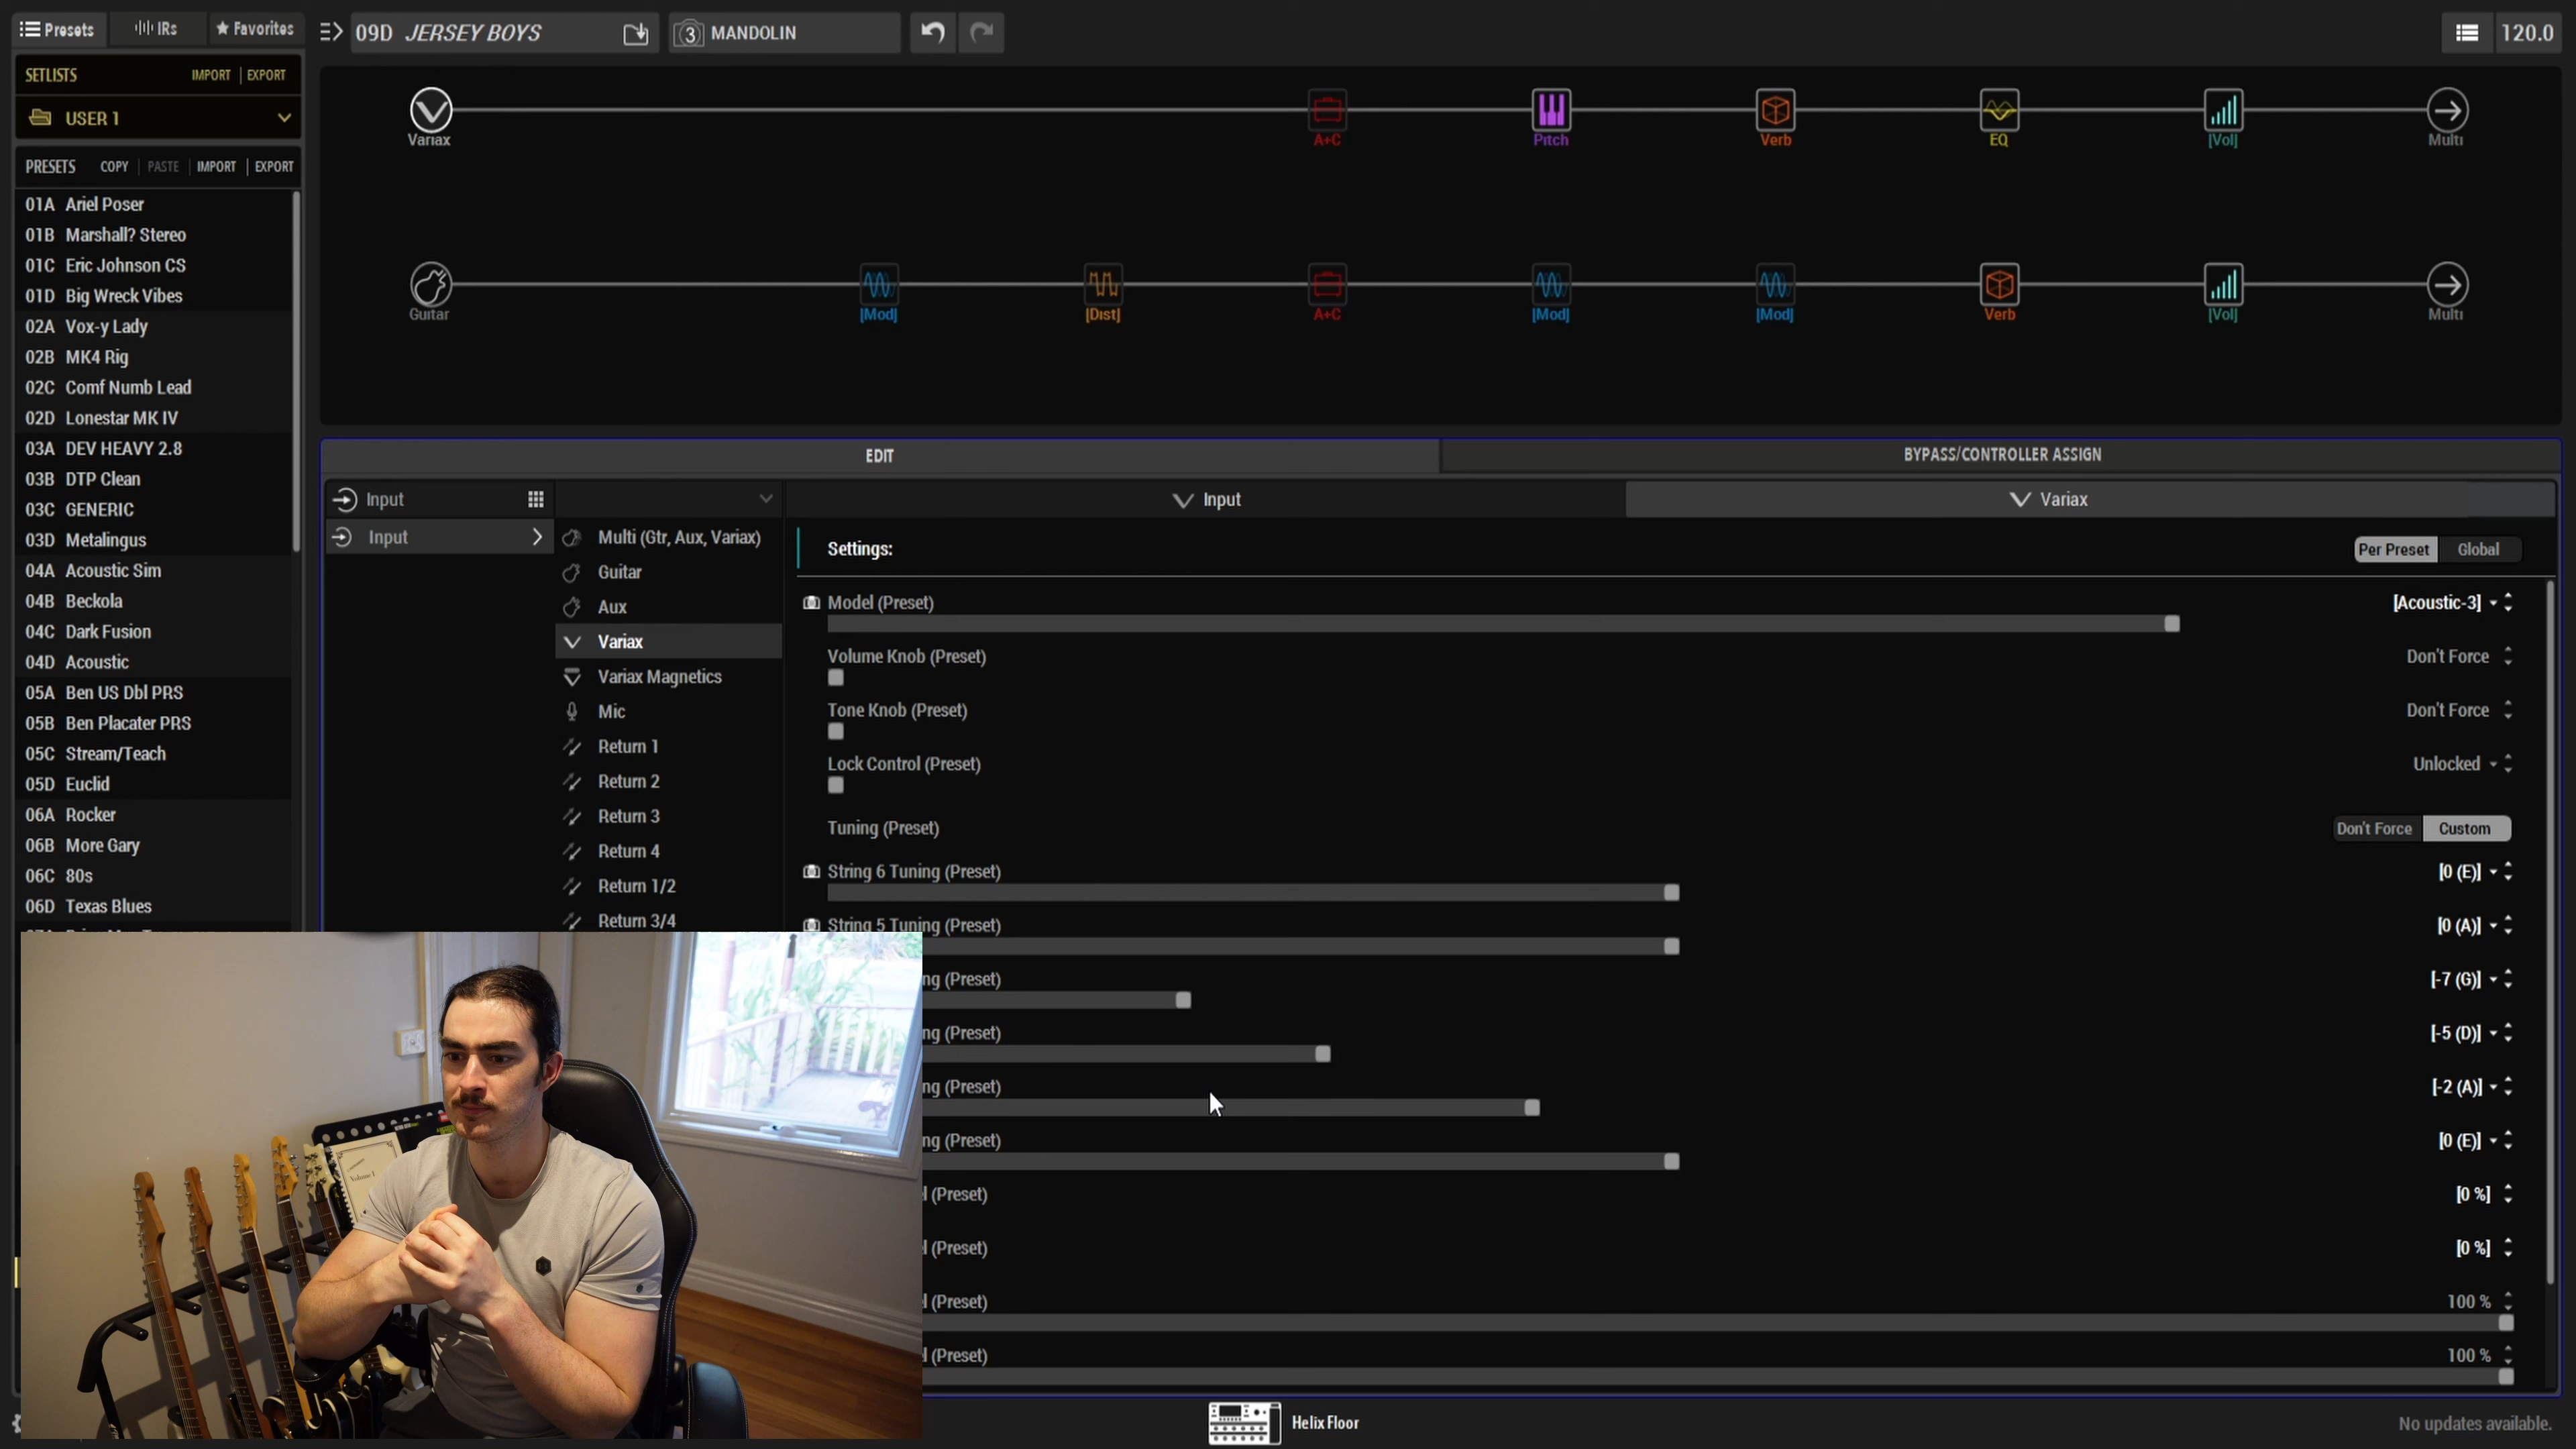 Presets IRs Favorites
09D JERSEY BOYS 3 MANDOLIN 120.0
SETLISTS IMPORT EXPORT
USER 1
PRESETS COPY PASTE IMPORT EXPORT
01A Ariel Poser
01B Marshall? Stereo
01C Eric Johnson CS
01D Big Wreck Vibes
02A Vox-y Lady
02B MK4 Rig
02C Comf Numb Lead
02D Lonestar MK IV
03A DEV HEAVY 2.8
03B DTP Clean
03C GENERIC
03D Metalingus
04A Acoustic Sim
04B Beckola
04C Dark Fusion
04D Acoustic
05A Ben US Dbl PRS
05B Ben Placater PRS
05C Stream/Teach
05D Euclid
06A Rocker
06B More Gary
06C 80s
06D Texas Blues
Variax A+C Pitch Verb EQ [Vol] Multi
Guitar [Mod] [Dist] A+C [Mod] [Mod] Verb [Vol] Multi
EDIT BYPASS/CONTROLLER ASSIGN
Input
Input
Multi (Gtr, Aux, Variax)
Guitar
Aux
Variax
Variax Magnetics
Mic
Return 1
Return 2
Return 3
Return 4
Return 1/2
Return 3/4
Input Variax
Settings: Per Preset Global
Model (Preset) [Acoustic-3]
Volume Knob (Preset) Don't Force
Tone Knob (Preset) Don't Force
Lock Control (Preset) Unlocked
Tuning (Preset) Don't Force Custom
String 6 Tuning (Preset) [0 (E)]
String 5 Tuning (Preset) [0 (A)]
ng (Preset) [-7 (G)]
ng (Preset) [-5 (D)]
ng (Preset) [-2 (A)]
ng (Preset) [0 (E)]
l (Preset) [0 %]
l (Preset) [0 %]
l (Preset) 100 %
l (Preset) 100 %
Volume I
Helix Floor
No updates available.